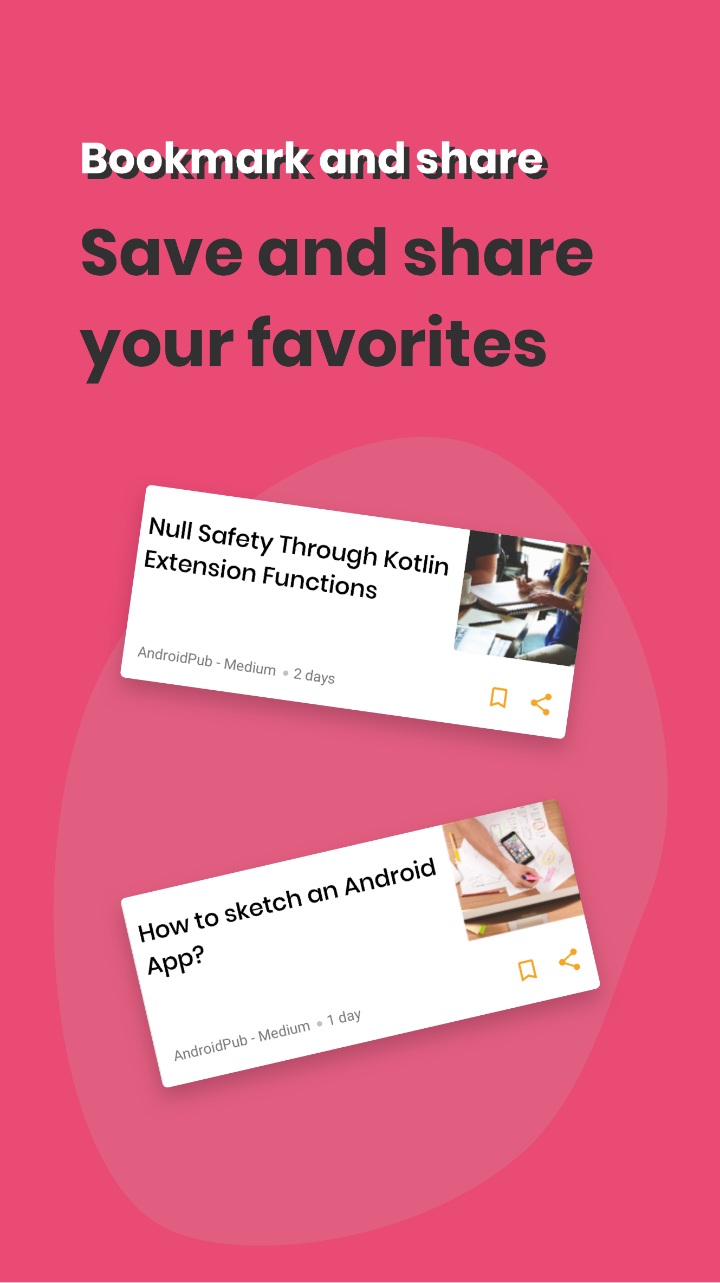 Bookmark and share
Save and share
your favorites
Null Safety Through Kotlin
Extension Functions
AndroidPub - Medium • 2 days
How to sketch an Android
App?
AndroidPub - Medium • 1 day